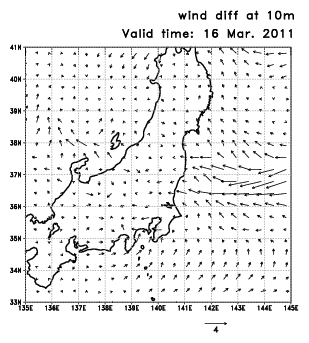 wind diff at 10m
Valid time: 16 Mar. 2011
41N
40N
39N
38N
37N
36N
35N
34N
33N
135E 136E 137E 138E 139E 140E 141E 142E 143E 144E 145E
4